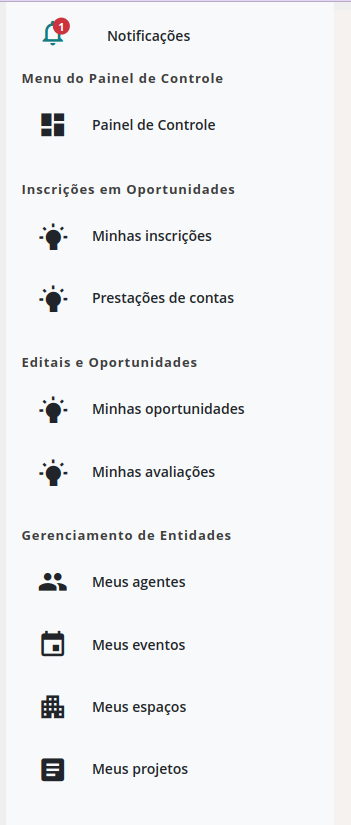 1
Notificações
Menu do Painel de Controle
Painel de Controle
Inscrições em Oportunidades
Minhas inscrições
Prestações de contas
Editais e Oportunidades
Minhas oportunidades
Minhas avaliações
Gerenciamento de Entidades
Meus agentes
Meus eventos
Meus espaços
Meus projetos